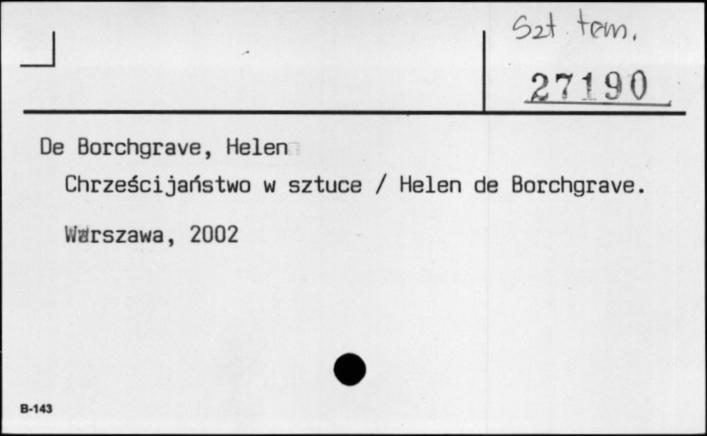 Szt. tem.
27190
De Borchgrave, Helen
Chrześcijaństwo w sztuce / Helen de Borchgrave.
Warszawa, 2002
B-143